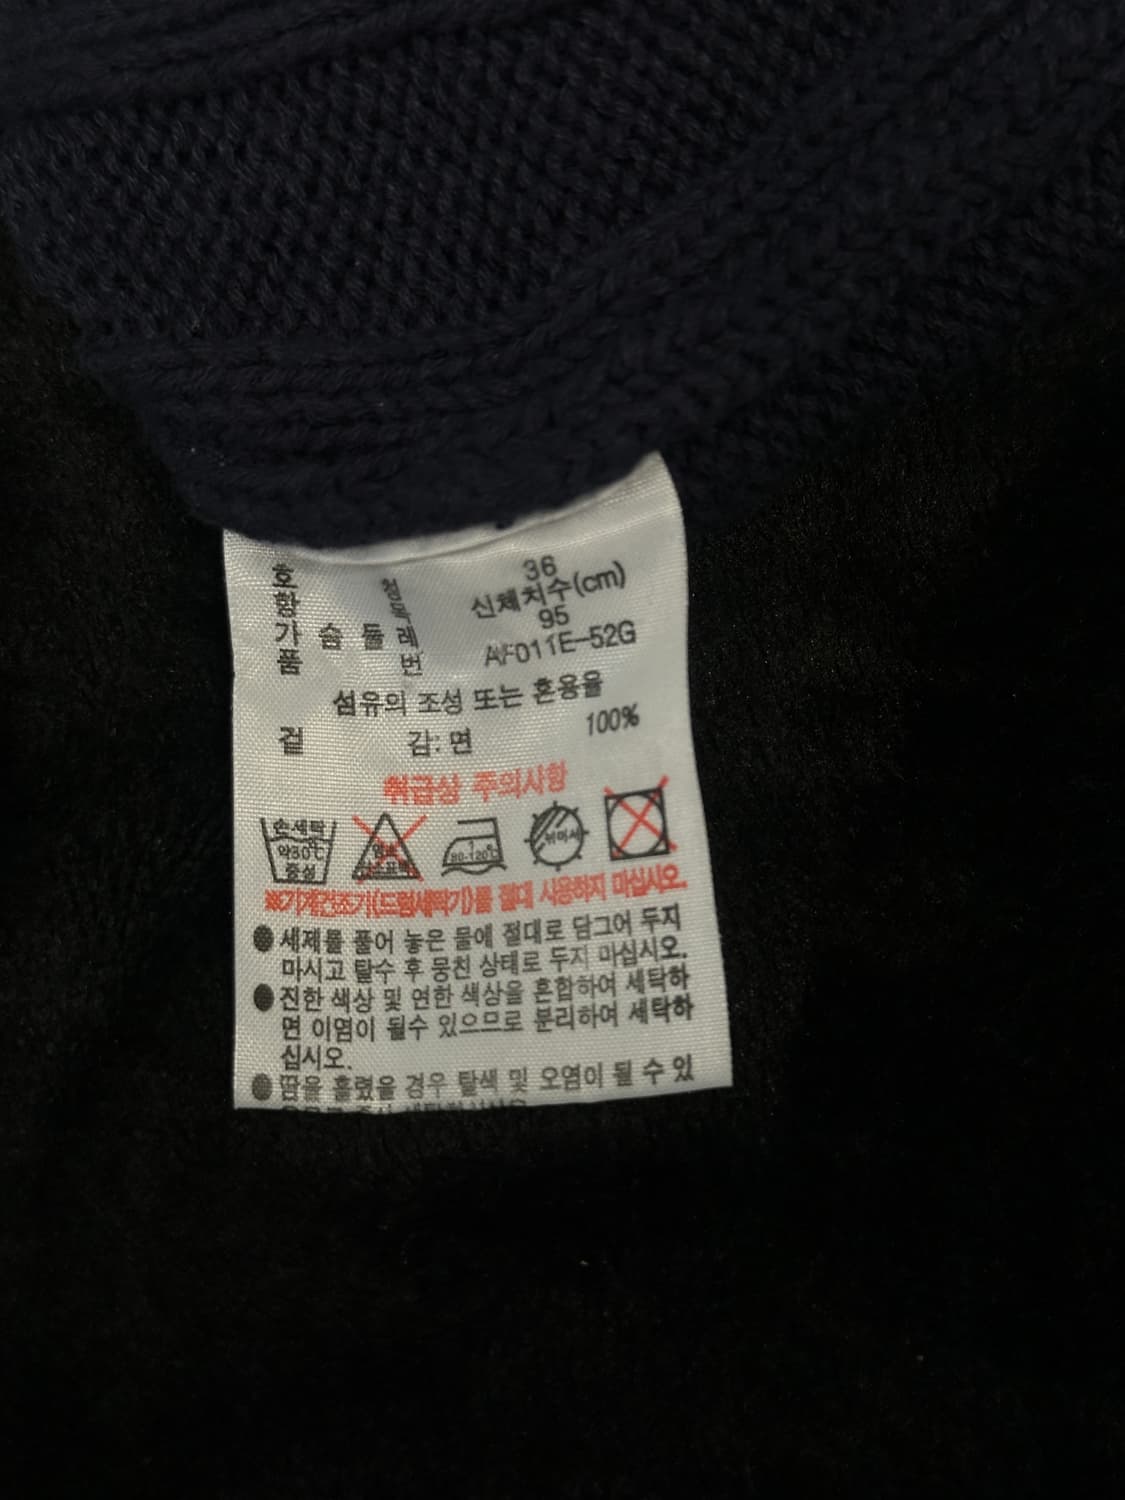 호 칭 36
항 목 신체치수(cm)
가 슴 둘 레 95
품 번 AF011E-52G
섬유의 조성 또는 혼용율
겉 감: 면 100%
취급상 주의사항
손세탁
약30℃
중성
80-120℃
뉘어서
※기계건조기(드럼세탁기)를 절대 사용하지 마십시오.
●세제를 풀어 놓은 물에 절대로 담그어 두지
마시고 탈수 후 뭉친 상태로 두지 마십시오.
●진한 색상 및 연한 색상을 혼합하여 세탁하
면 이염이 될수 있으므로 분리하여 세탁하
십시오.
●땀을 흘렸을 경우 탈색 및 오염이 될 수 있